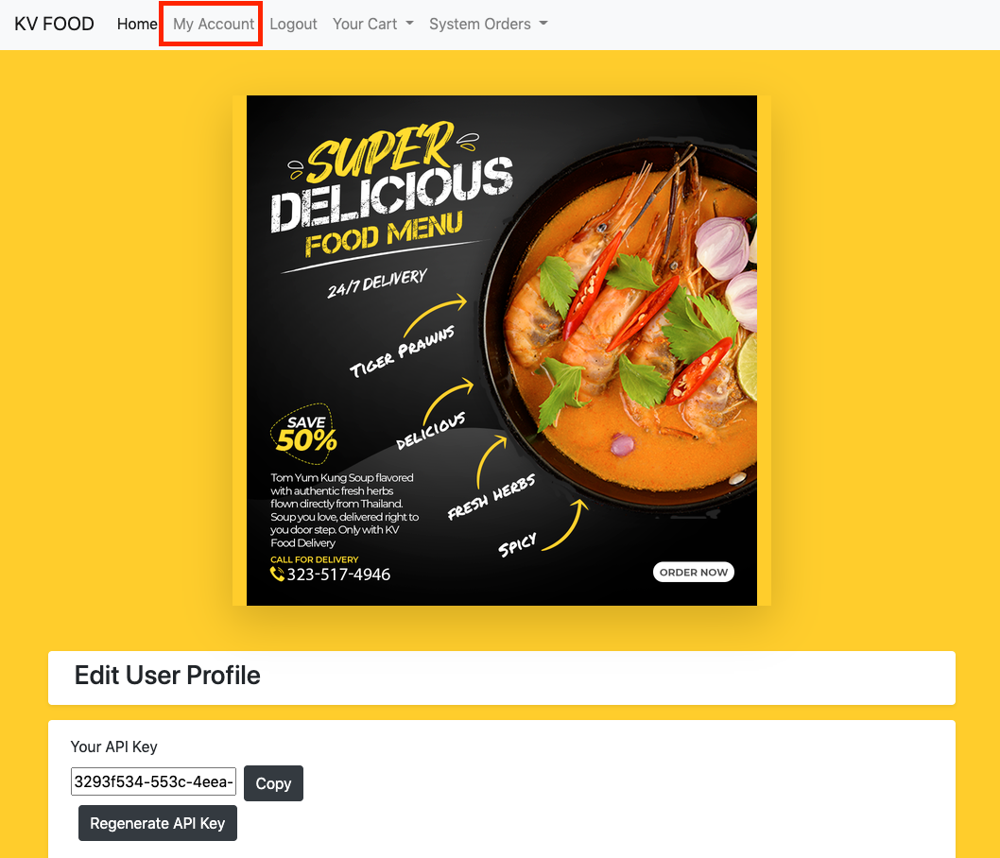 KV FOOD Home My Account Logout Your Cart System Orders
SUPER
DELICIOUS
FOOD MENU
24/7 DELIVERY
TIGER PRAWNS
DELICIOUS
FRESH HERBS
SPICY
SAVE
50%
Tom Yum Kung Soup flavored
with authentic fresh herbs
flown directly from Thailand.
Soup you love, delivered right to
you door step. Only with KV
Food Delivery
CALL FOR DELIVERY
323-517-4946
ORDER NOW
Edit User Profile
Your API Key
3293f534-553c-4eea-
Copy
Regenerate API Key